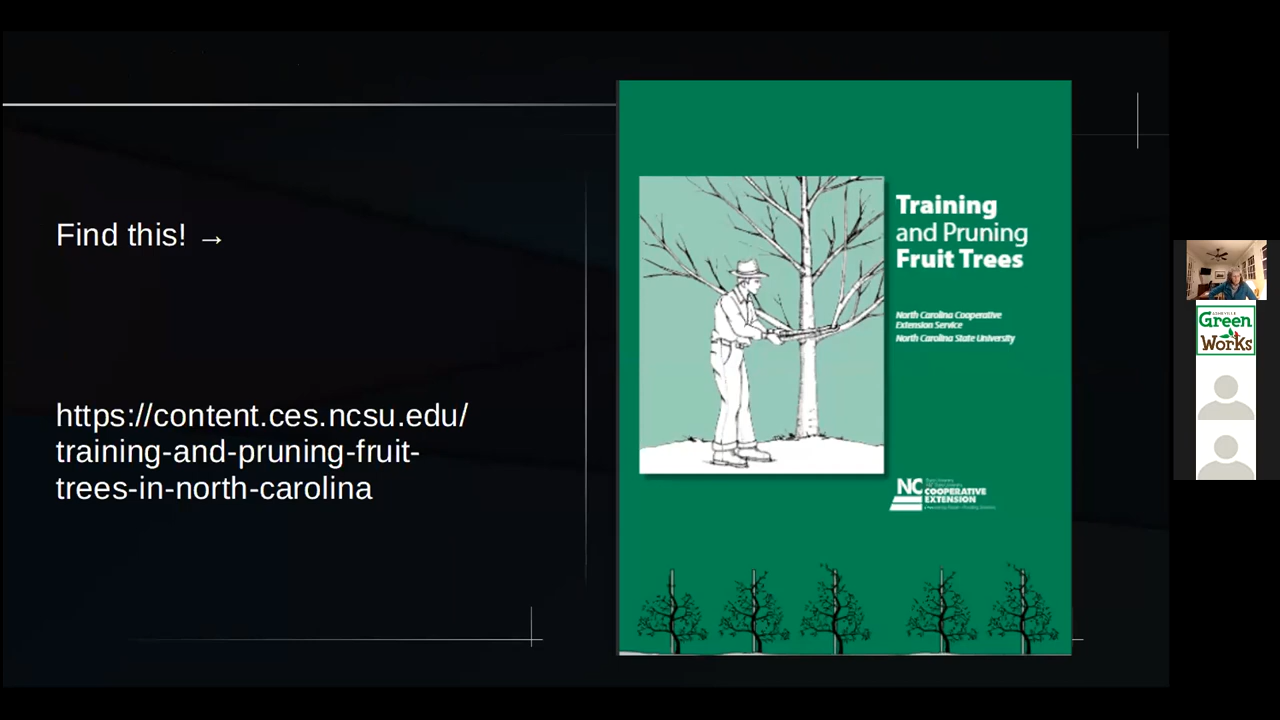 Find this! →
https://content.ces.ncsu.edu/
training-and-pruning-fruit-
trees-in-north-carolina
Training
and Pruning
Fruit Trees
North Carolina Cooperative
Extension Service
North Carolina State University
NC
COOPERATIVE
EXTENSION
ASHEVILLE
Green
Works